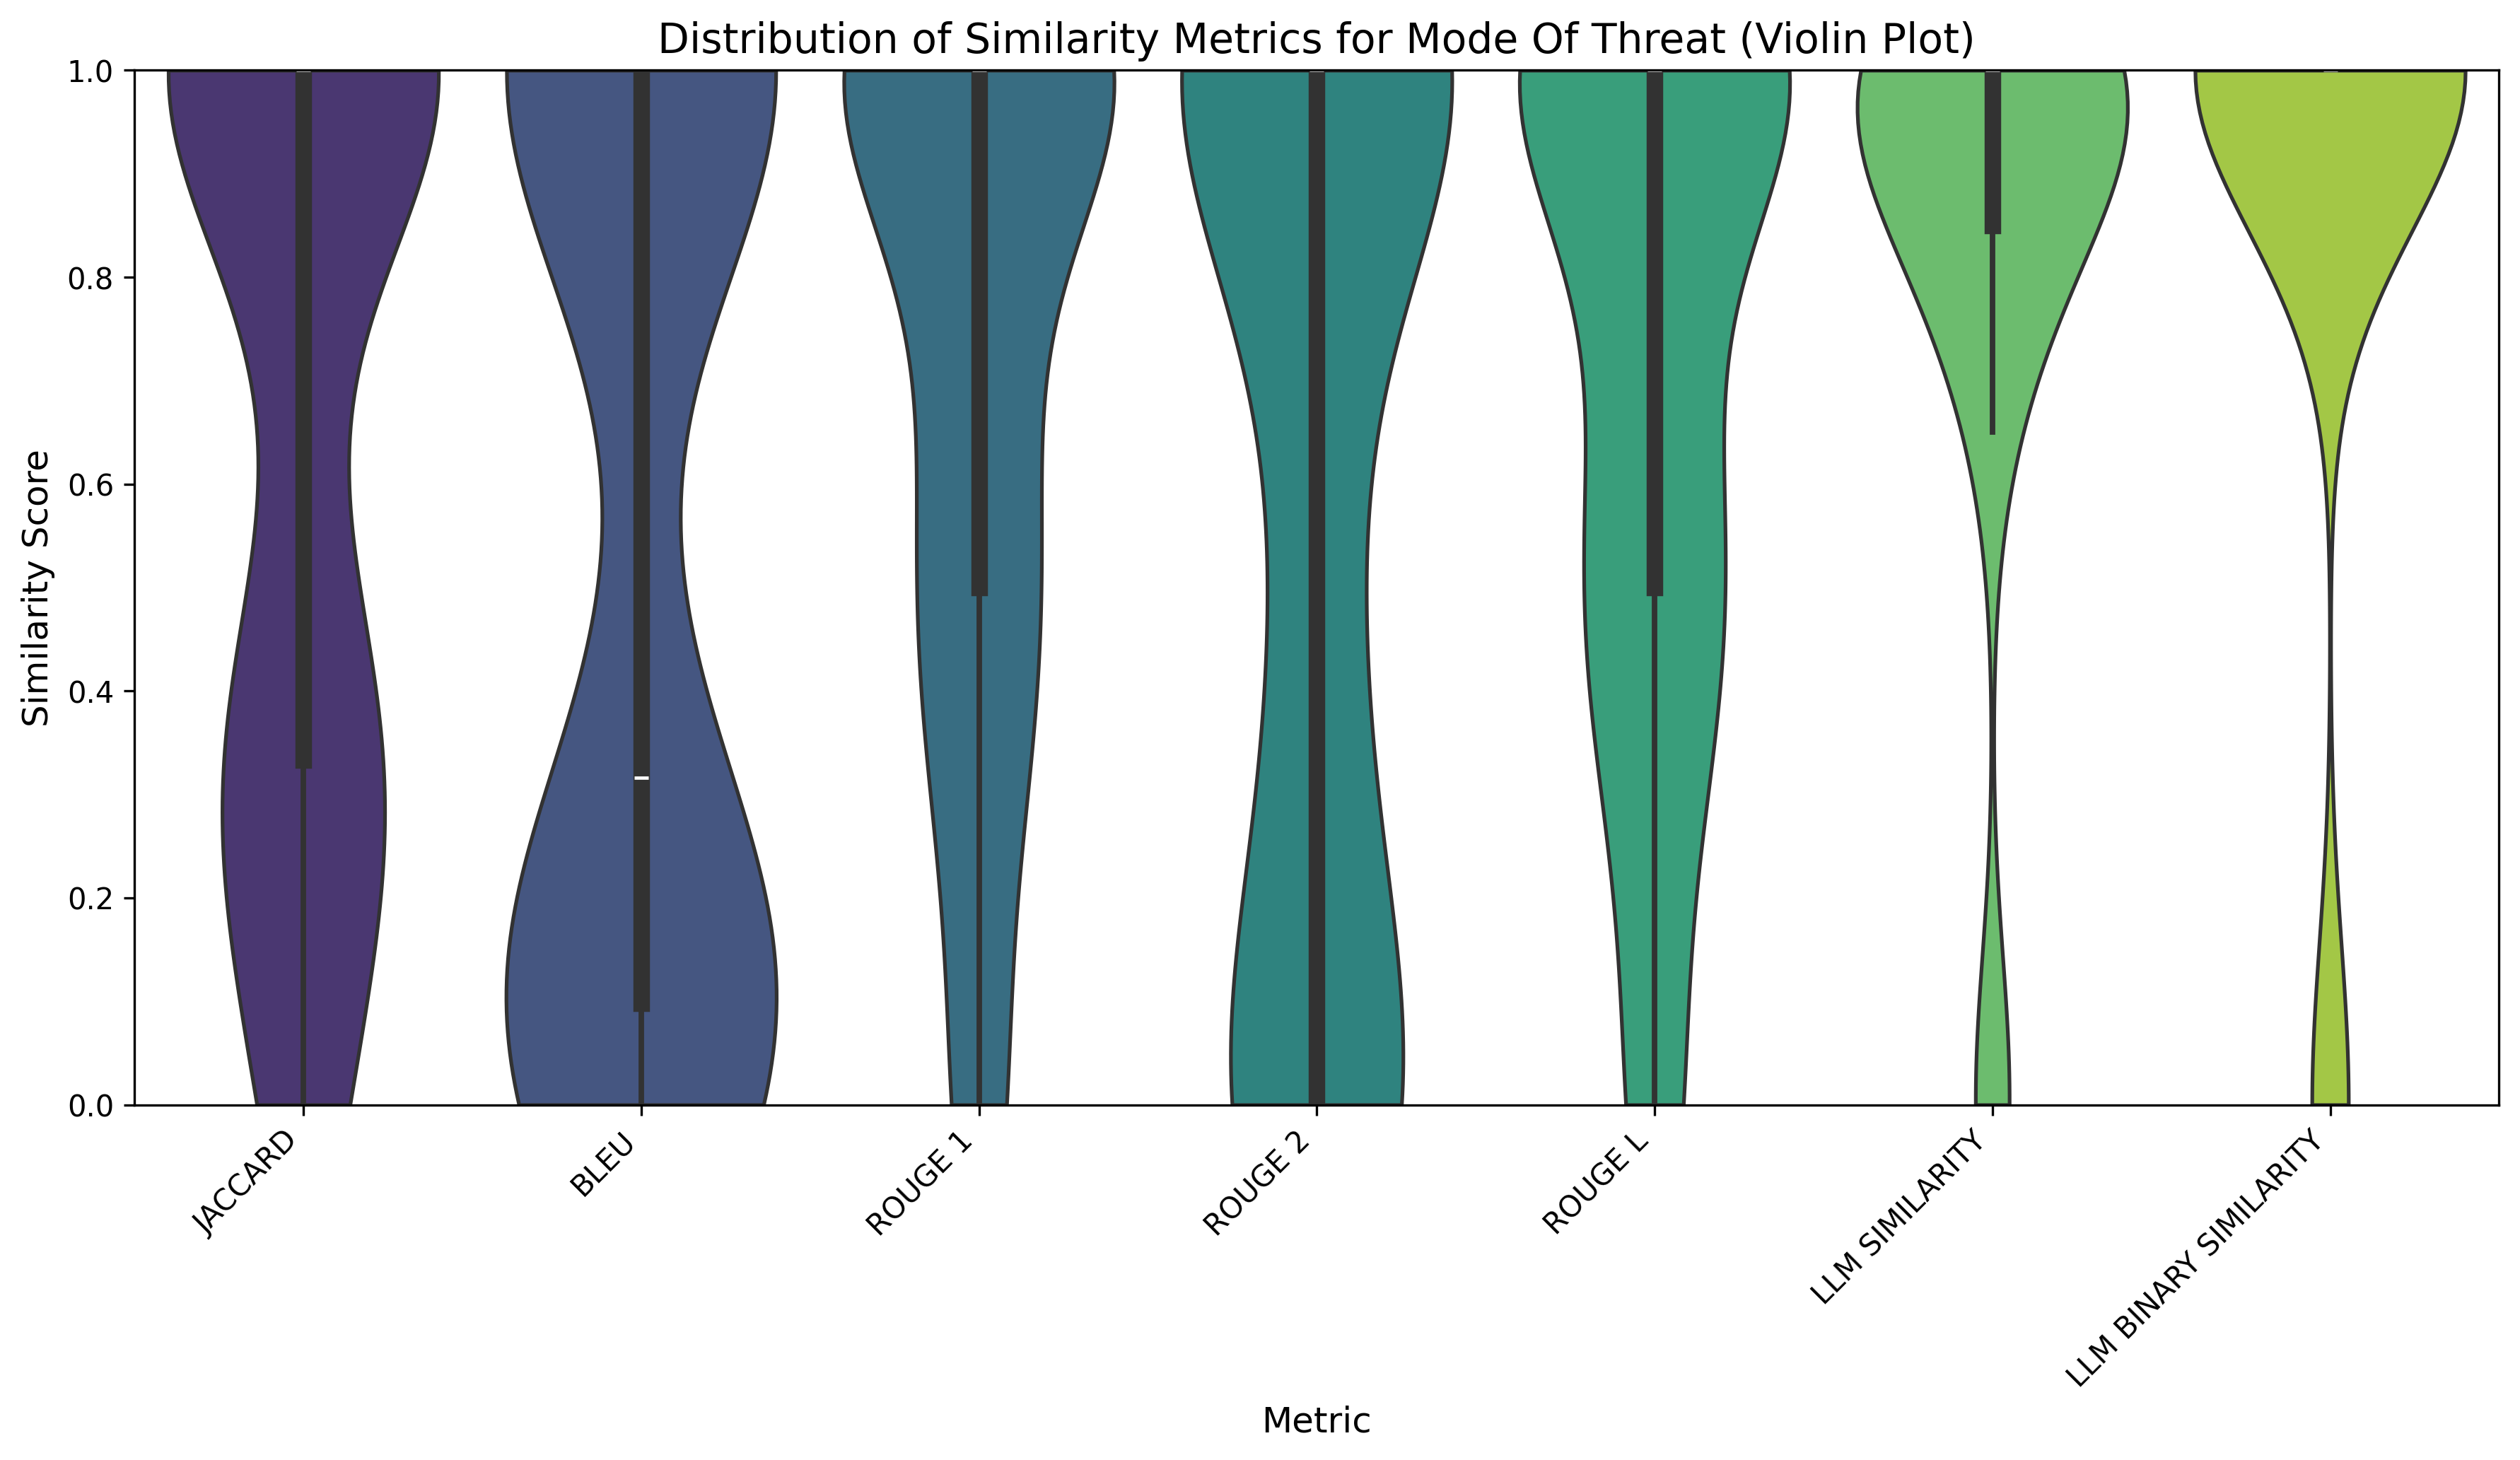 Distribution of Similarity Metrics for Mode Of Threat (Violin Plot)
Similarity Score
1.0
0.8
0.6
0.4
0.2
0.0
JACCARD
BLEU
ROUGE 1
ROUGE 2
ROUGE L
LLM SIMILARITY
LLM BINARY SIMILARITY
Metric